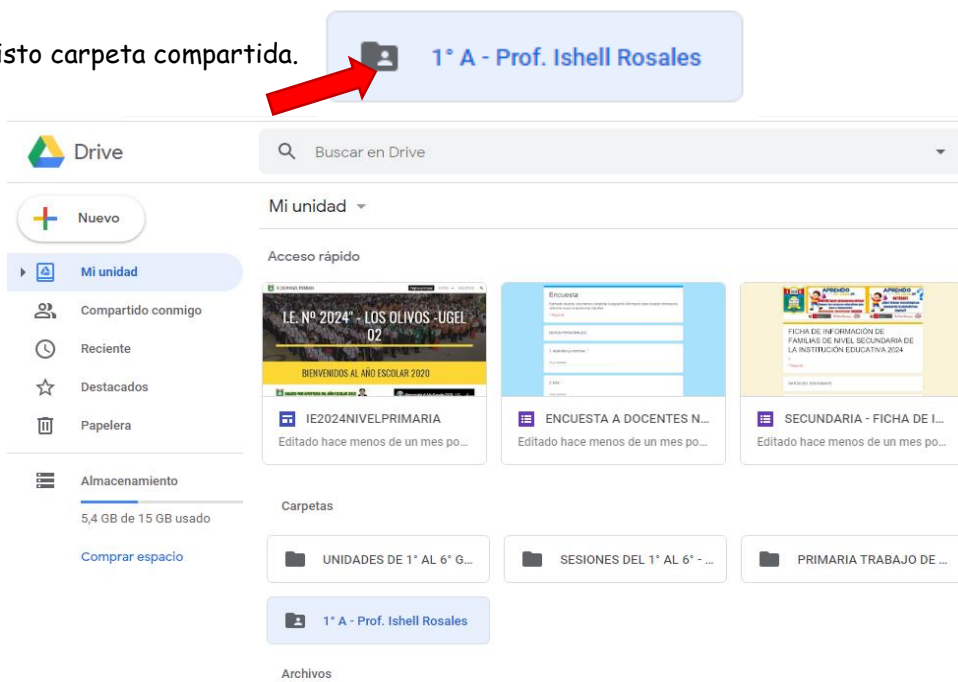 isto carpeta compartida.
1° A - Prof. Ishell Rosales
Drive
Buscar en Drive
Nuevo
Mi unidad
Mi unidad
Compartido conmigo
Reciente
Destacados
Papelera
Almacenamiento
5,4 GB de 15 GB usado
Comprar espacio
Acceso rápido
I.E. Nº 2024" - LOS OLIVOS -UGEL
02
BIENVENIDOS AL AÑO ESCOLAR 2020
IE2024NIVELPRIMARIA
Editado hace menos de un mes po...
Encuesta
ENCUESTA A DOCENTES N...
Editado hace menos de un mes po...
APRENDO
APRENDO
FICHA DE INFORMACIÓN DE
FAMILIAS DE NIVEL SECUNDARIA DE
LA INSTITUCIÓN EDUCATIVA 2024
SECUNDARIA - FICHA DE I...
Editado hace menos de un mes po...
Carpetas
UNIDADES DE 1° AL 6° G...
SESIONES DEL 1° AL 6° - ...
PRIMARIA TRABAJO DE ...
1° A - Prof. Ishell Rosales
Archivos